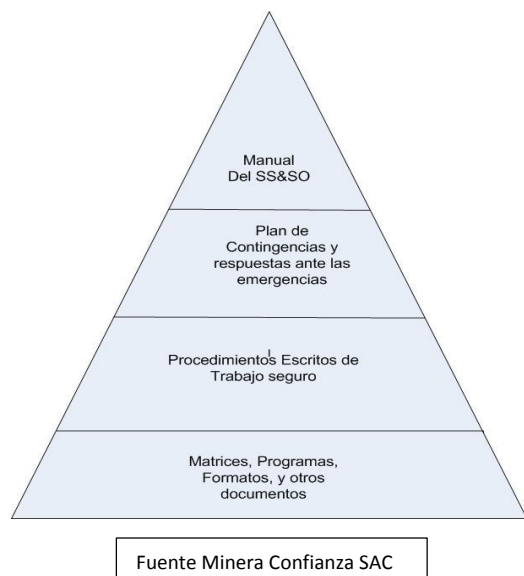 Manual
Del SS&SO
Plan de
Contingencias y
respuestas ante las
emergencias
Procedimientos Escritos de
Trabajo seguro
Matrices, Programas,
Formatos, y otros
documentos
Fuente Minera Confianza SAC